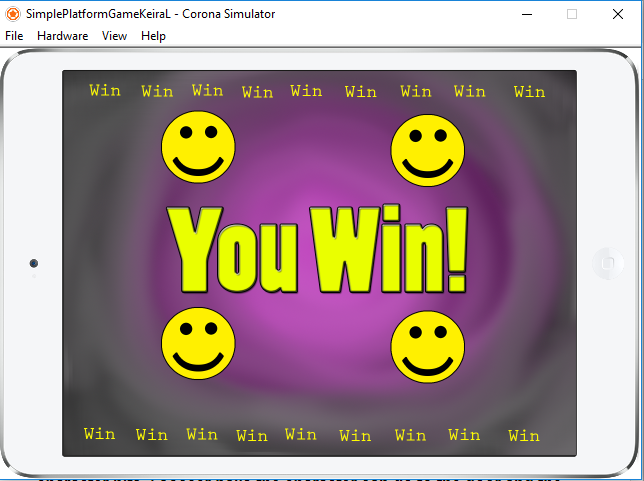 SimplePlatformGameKeiraL - Corona Simulator
File Hardware View Help
Win Win Win Win Win Win Win Win Win
You Win!
Win Win Win Win Win Win Win Win Win